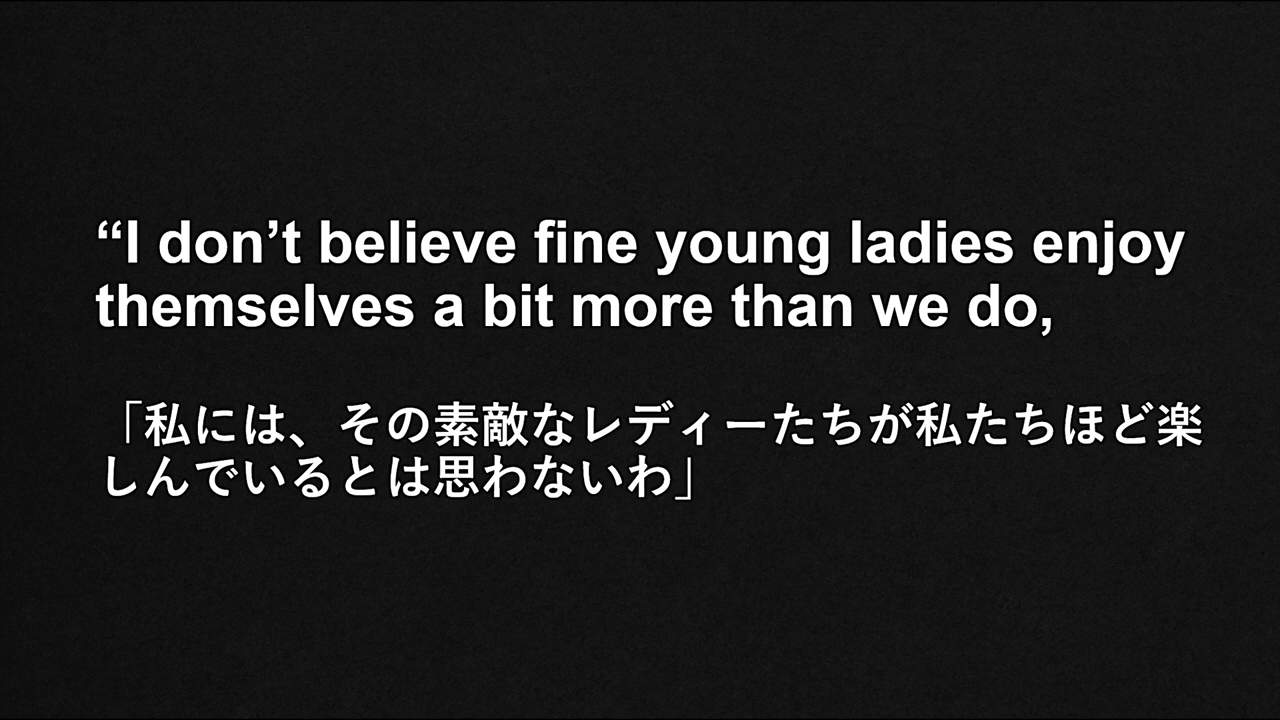 “I don’t believe fine young ladies enjoy
themselves a bit more than we do,
「私には、その素敵なレディーたちが私たちほど楽
しんでいるとは思わないわ」